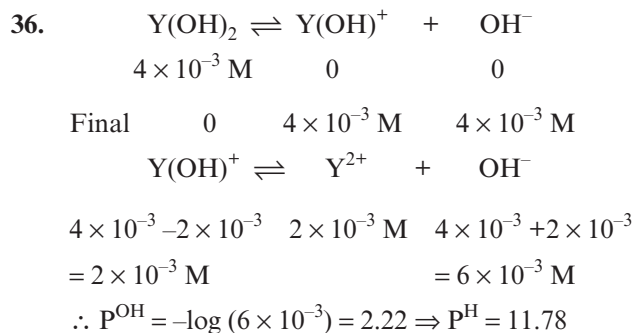 36. Y(OH)₂ ⇌ Y(OH)⁺ + OH⁻
4 × 10⁻³ M 0 0
Final 0 4 × 10⁻³ M 4 × 10⁻³ M
Y(OH)⁺ ⇌ Y²⁺ + OH⁻
4 × 10⁻³ –2 × 10⁻³ 2 × 10⁻³ M 4 × 10⁻³ +2 × 10⁻³
= 2 × 10⁻³ M = 6 × 10⁻³ M
∴ Pᴼᴴ = –log (6 × 10⁻³) = 2.22 ⇒ Pᴴ = 11.78